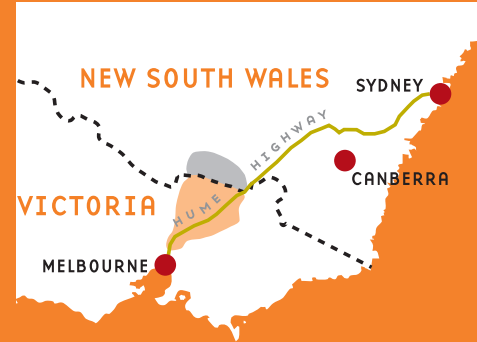 NEW SOUTH WALES
SYDNEY
HUME HIGHWAY
CANBERRA
VICTORIA
MELBOURNE